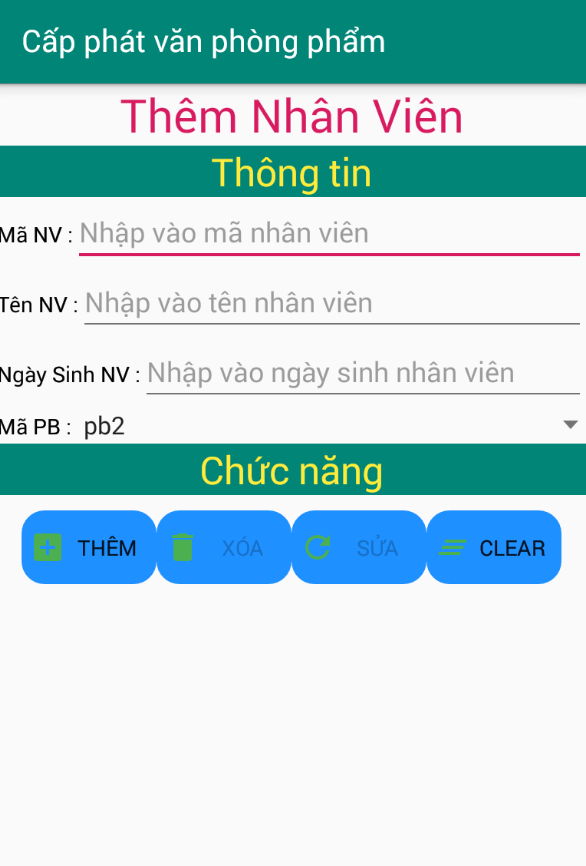 Cấp phát văn phòng phẩm
Thêm Nhân Viên
Thông tin
Mã NV : Nhập vào mã nhân viên
Tên NV : Nhập vào tên nhân viên
Ngày Sinh NV : Nhập vào ngày sinh nhân viên
Mã PB : pb2
Chức năng
THÊM XÓA SỬA CLEAR